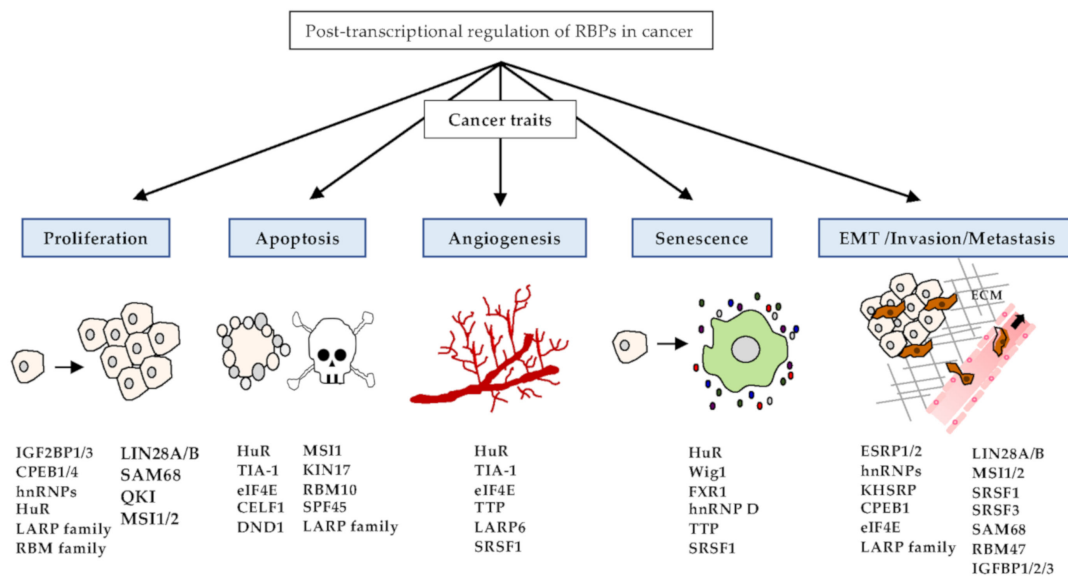 Post-transcriptional regulation of RBPs in cancer
Cancer traits
Proliferation
Apoptosis
Angiogenesis
Senescence
EMT /Invasion/Metastasis
ECM
IGF2BP1/3
CPEB1/4
hnRNPs
HuR
LARP family
RBM family
LIN28A/B
SAM68
QKI
MSI1/2
HuR
TIA-1
eIF4E
CELF1
DND1
MSI1
KIN17
RBM10
SPF45
LARP family
HuR
TIA-1
eIF4E
TTP
LARP6
SRSF1
HuR
Wig1
FXR1
hnRNP D
TTP
SRSF1
ESRP1/2
hnRNPs
KHSRP
CPEB1
eIF4E
LARP family
LIN28A/B
MSI1/2
SRSF1
SRSF3
SAM68
RBM47
IGFBP1/2/3